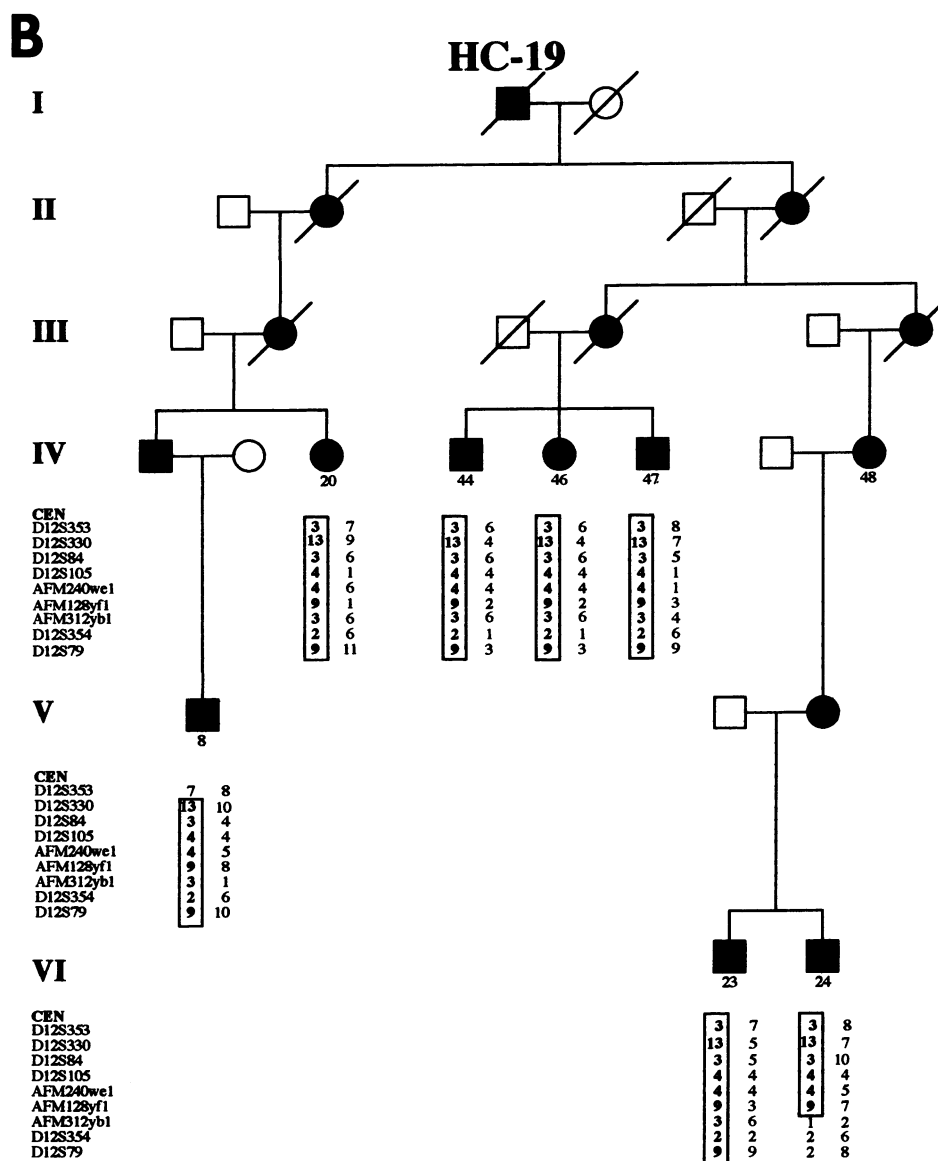 B
HC-19
I
II
III
IV
20 44 46 47 48
CEN
D12S353 3 7 3 6 3 6 3 8
D12S330 13 9 13 4 13 4 13 7
D12S84 3 6 3 6 3 6 3 5
D12S105 4 1 4 4 4 4 4 1
AFM240we1 4 6 4 4 4 4 4 1
AFM128yf1 9 1 9 2 9 2 9 3
AFM312yb1 3 6 3 6 3 6 3 4
D12S354 2 6 2 1 2 1 2 6
D12S79 9 11 9 3 9 3 9 9
V
8
CEN
D12S353 7 8
D12S330 13 10
D12S84 3 4
D12S105 4 4
AFM240we1 4 5
AFM128yf1 9 8
AFM312yb1 3 1
D12S354 2 6
D12S79 9 10
VI
23 24
CEN
D12S353 3 7 3 8
D12S330 13 5 13 7
D12S84 3 5 3 10
D12S105 4 4 4 4
AFM240we1 4 4 4 5
AFM128yf1 9 3 9 7
AFM312yb1 3 6 1 2
D12S354 2 2 2 6
D12S79 9 9 2 8